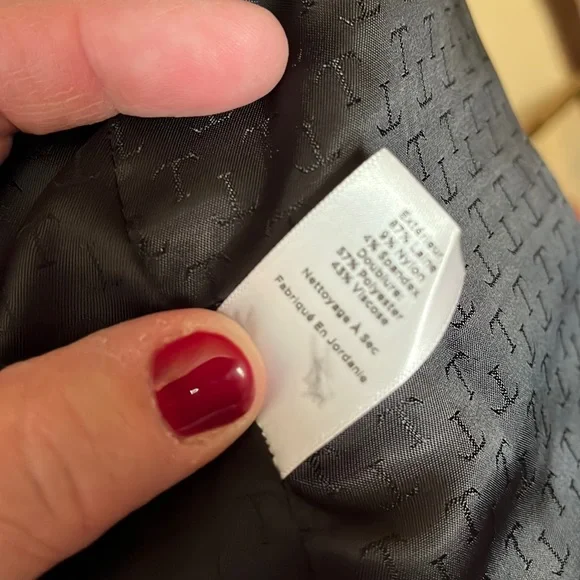 Extérieur:
87% Laine
9% Nylon
4% Spandex
Doublure:
57% Polyester
43% Viscose
Nettoyage À Sec
Fabriqué En Jordanie